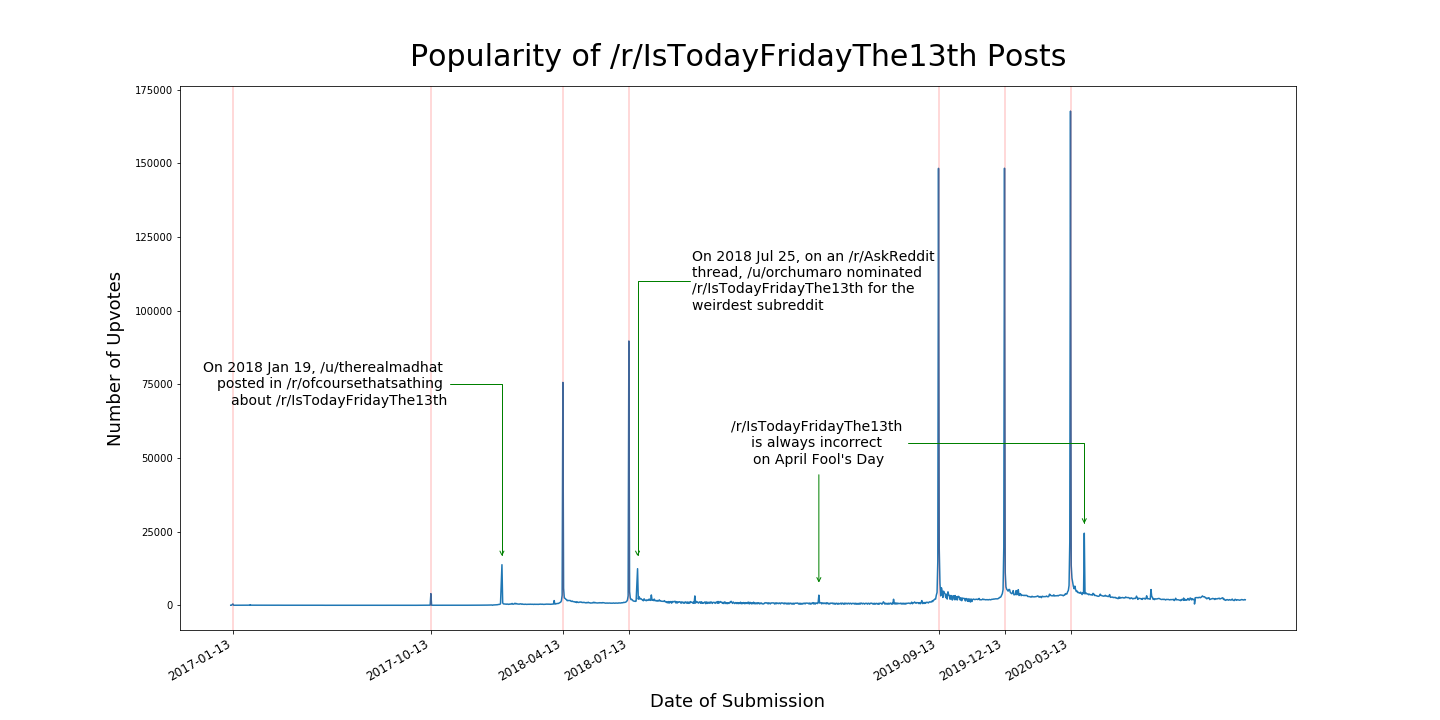 Popularity of /r/IsTodayFridayThe13th Posts
175000
150000
125000
100000
75000
50000
25000
0
Number of Upvotes
On 2018 Jan 19, /u/therealmadhat
posted in /r/ofcoursethatsathing
about /r/IsTodayFridayThe13th
On 2018 Jul 25, on an /r/AskReddit
thread, /u/orchumaro nominated
/r/IsTodayFridayThe13th for the
weirdest subreddit
/r/IsTodayFridayThe13th
is always incorrect
on April Fool's Day
2017-01-13
2017-10-13
2018-04-13
2018-07-13
2019-09-13
2019-12-13
2020-03-13
Date of Submission